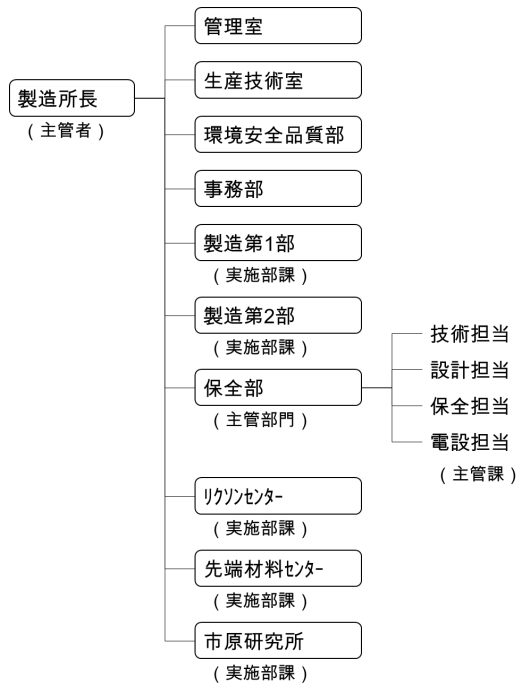 管理室
生産技術室
製造所長
（主管者）
環境安全品質部
事務部
製造第1部
（実施部課）
製造第2部
（実施部課）
保全部
（主管部門）
技術担当
設計担当
保全担当
電設担当
（主管課）
ﾘｸｿﾝｾﾝﾀｰ
（実施部課）
先端材料ｾﾝﾀｰ
（実施部課）
市原研究所
（実施部課）